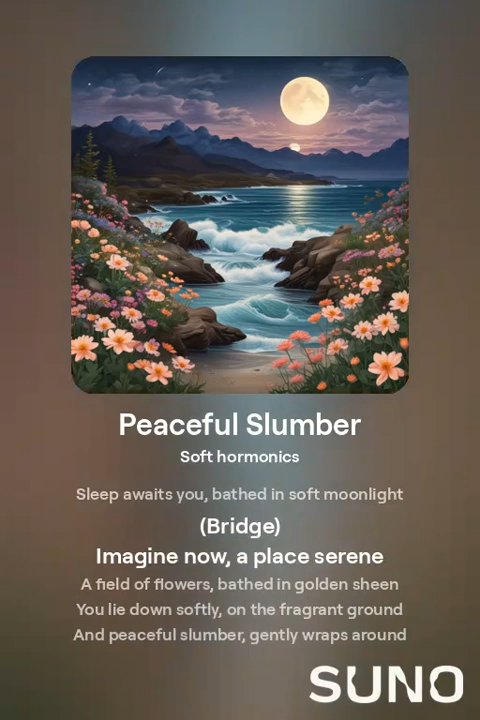 Peaceful Slumber
Soft hormonics
Sleep awaits you, bathed in soft moonlight
(Bridge)
Imagine now, a place serene
A field of flowers, bathed in golden sheen
You lie down softly, on the fragrant ground
And peaceful slumber, gently wraps around
SUNO